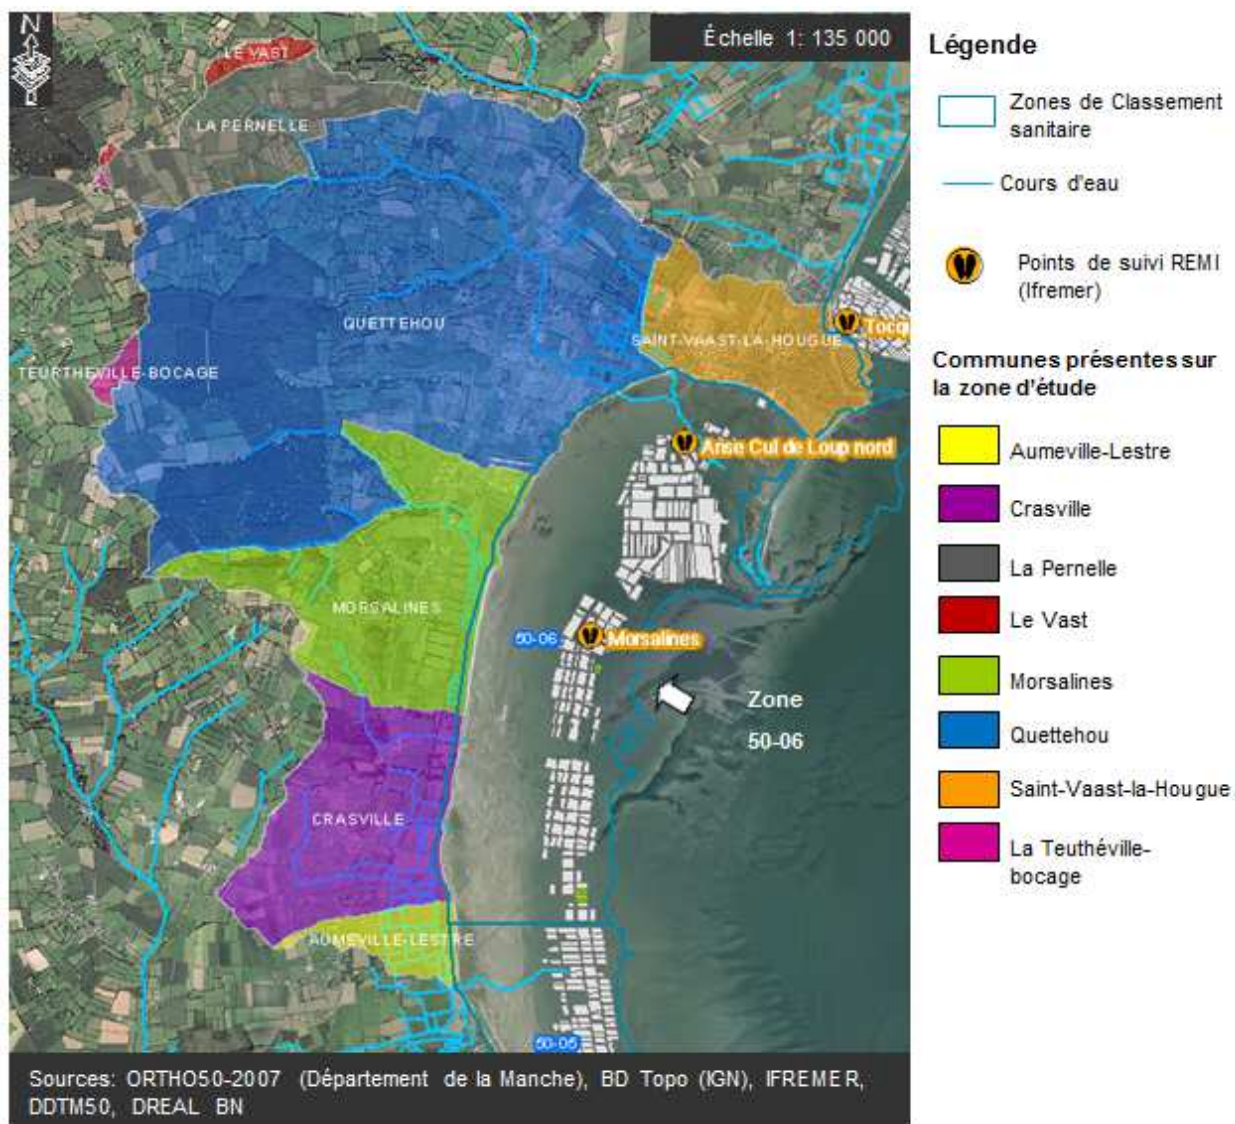 N
Échelle 1: 135 000
LE VAST
LA PERNELLE
QUETTEHOU
SAINT-VAAST-LA-HOUGUE
TEURTHEVILLE-BOCAGE
Anse Cul de Loup nord
MORSALINES
50-06
Morsalines
Zone
50-06
CRASVILLE
AUMEVILLE-LESTRE
50-05
Sources: ORTHO50-2007 (Département de la Manche), BD Topo (IGN), IFREMER,
DDTM50, DREAL BN
Légende
Zones de Classement
sanitaire
Cours d'eau
Points de suivi REMI
(Ifremer)
Communes présentes sur
la zone d'étude
Aumeville-Lestre
Crasville
La Pernelle
Le Vast
Morsalines
Quettehou
Saint-Vaast-la-Hougue
La Teuthéville-
bocage